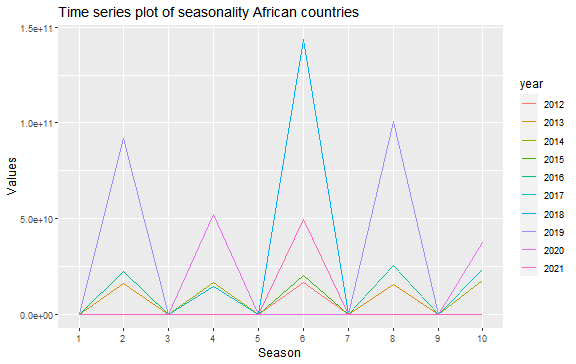 Time series plot of seasonality African countries
1.5e+11
1.0e+11
5.0e+10
0.0e+00
Values
1 2 3 4 5 6 7 8 9 10
Season
year
2012
2013
2014
2015
2016
2017
2018
2019
2020
2021